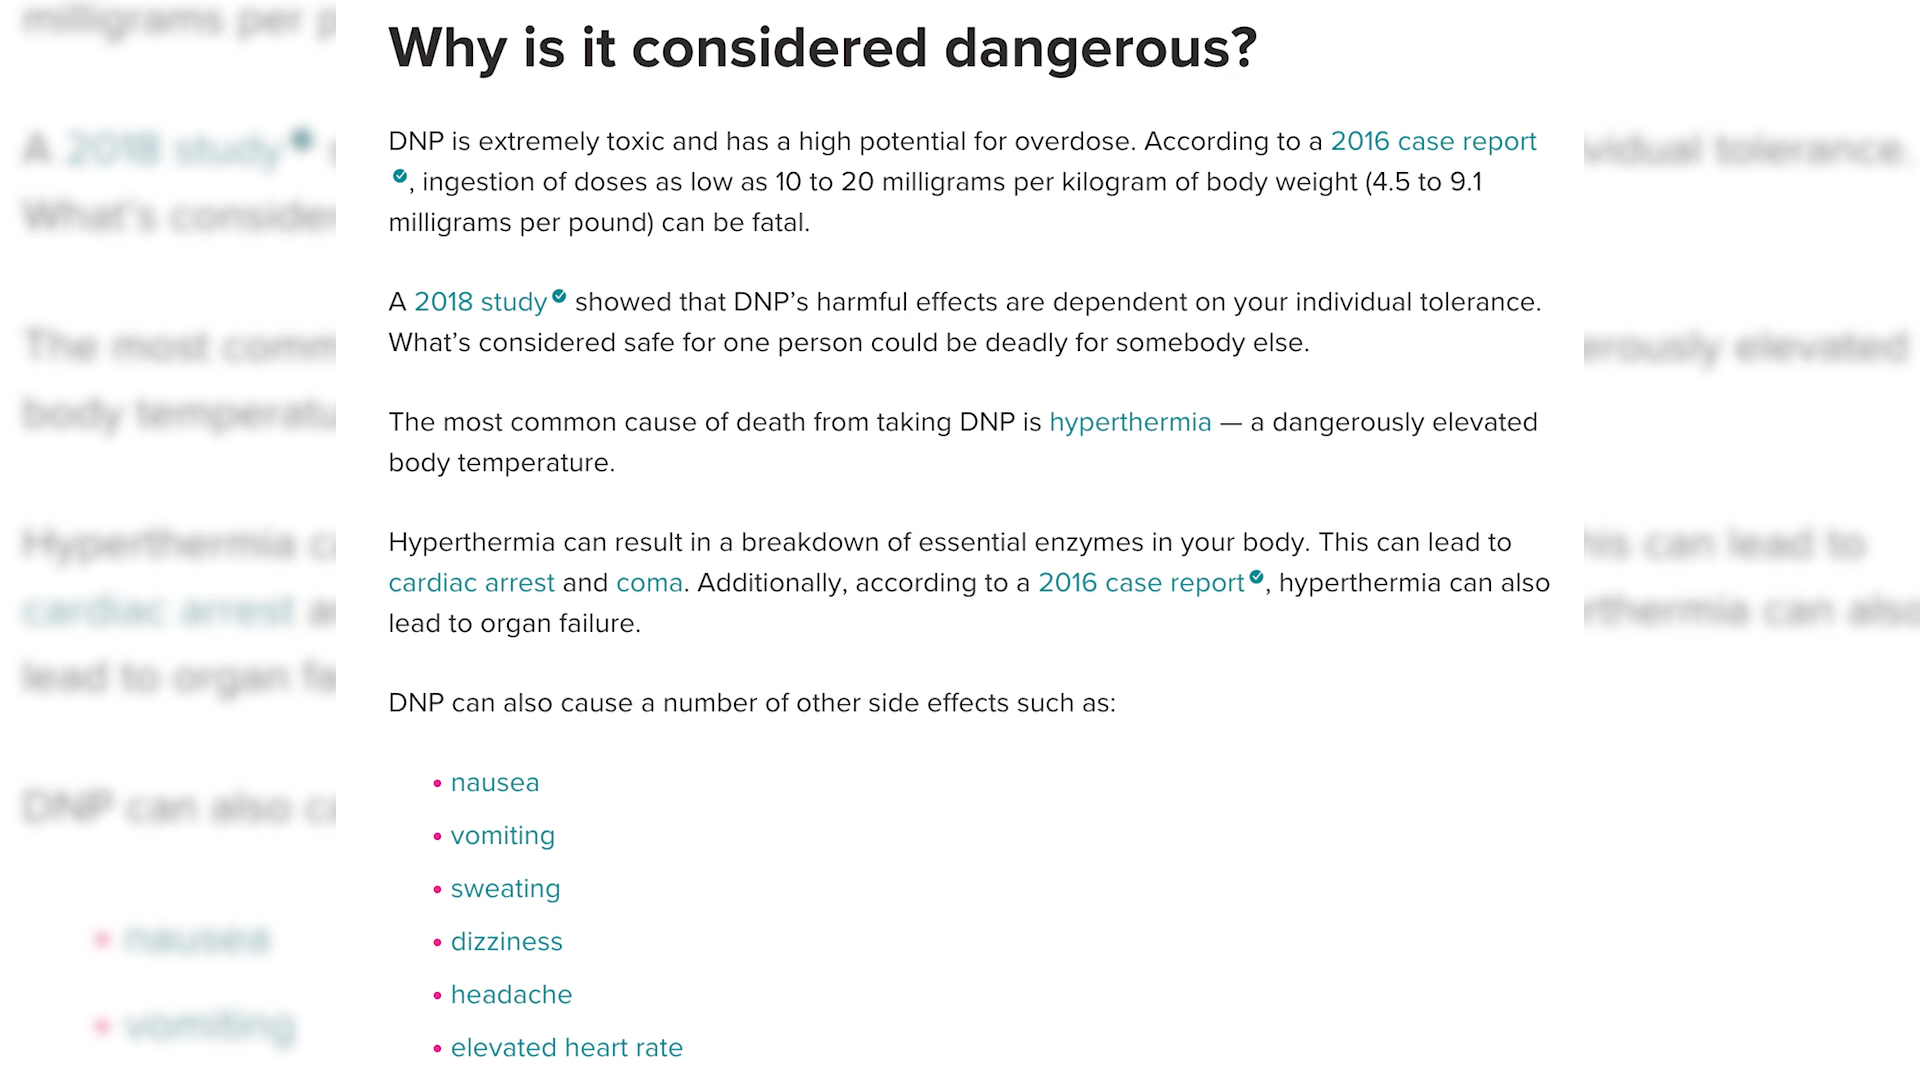 Why is it considered dangerous?
DNP is extremely toxic and has a high potential for overdose. According to a 2016 case report
, ingestion of doses as low as 10 to 20 milligrams per kilogram of body weight (4.5 to 9.1
milligrams per pound) can be fatal.
A 2018 study showed that DNP’s harmful effects are dependent on your individual tolerance.
What’s considered safe for one person could be deadly for somebody else.
The most common cause of death from taking DNP is hyperthermia — a dangerously elevated
body temperature.
Hyperthermia can result in a breakdown of essential enzymes in your body. This can lead to
cardiac arrest and coma. Additionally, according to a 2016 case report, hyperthermia can also
lead to organ failure.
DNP can also cause a number of other side effects such as:
• nausea
• vomiting
• sweating
• dizziness
• headache
• elevated heart rate